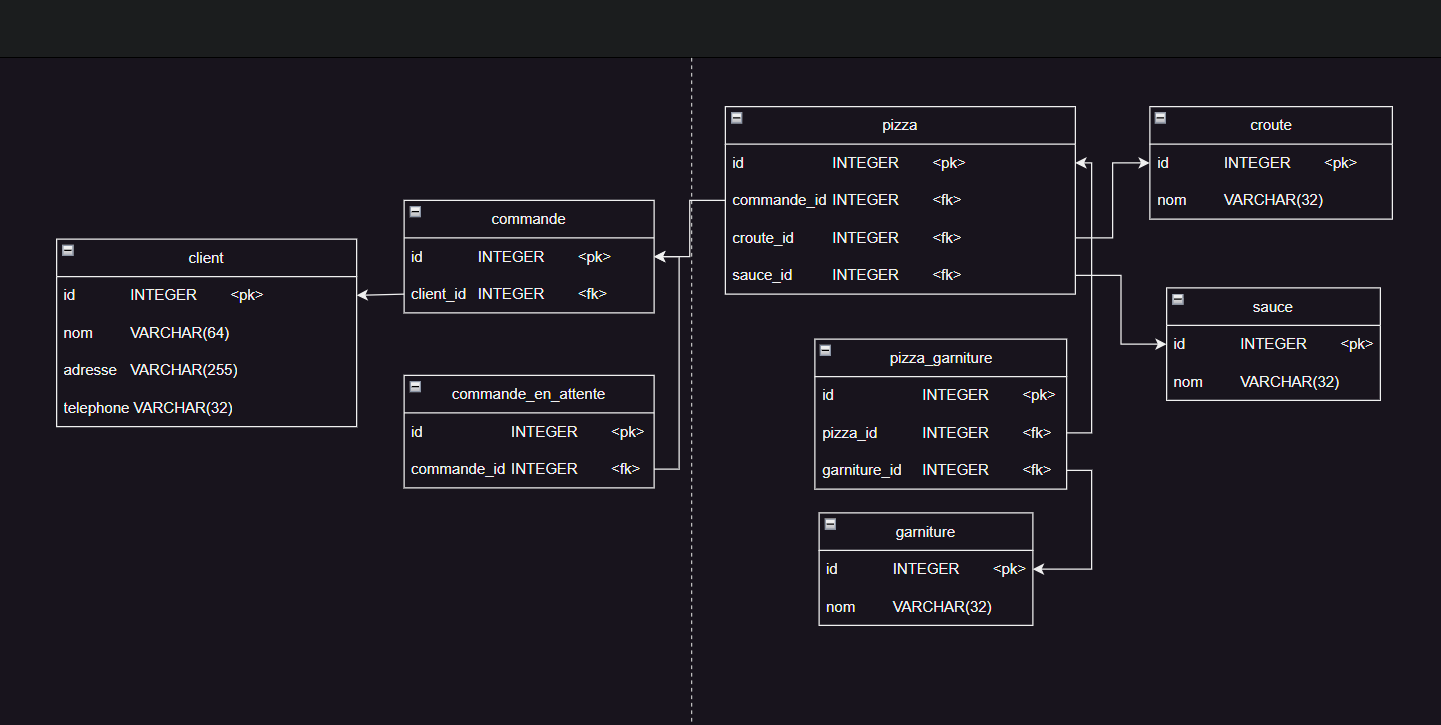 client
id INTEGER <pk>
nom VARCHAR(64)
adresse VARCHAR(255)
telephone VARCHAR(32)
commande
id INTEGER <pk>
client_id INTEGER <fk>
commande_en_attente
id INTEGER <pk>
commande_id INTEGER <fk>
pizza
id INTEGER <pk>
commande_id INTEGER <fk>
croute_id INTEGER <fk>
sauce_id INTEGER <fk>
pizza_garniture
id INTEGER <pk>
pizza_id INTEGER <fk>
garniture_id INTEGER <fk>
garniture
id INTEGER <pk>
nom VARCHAR(32)
croute
id INTEGER <pk>
nom VARCHAR(32)
sauce
id INTEGER <pk>
nom VARCHAR(32)